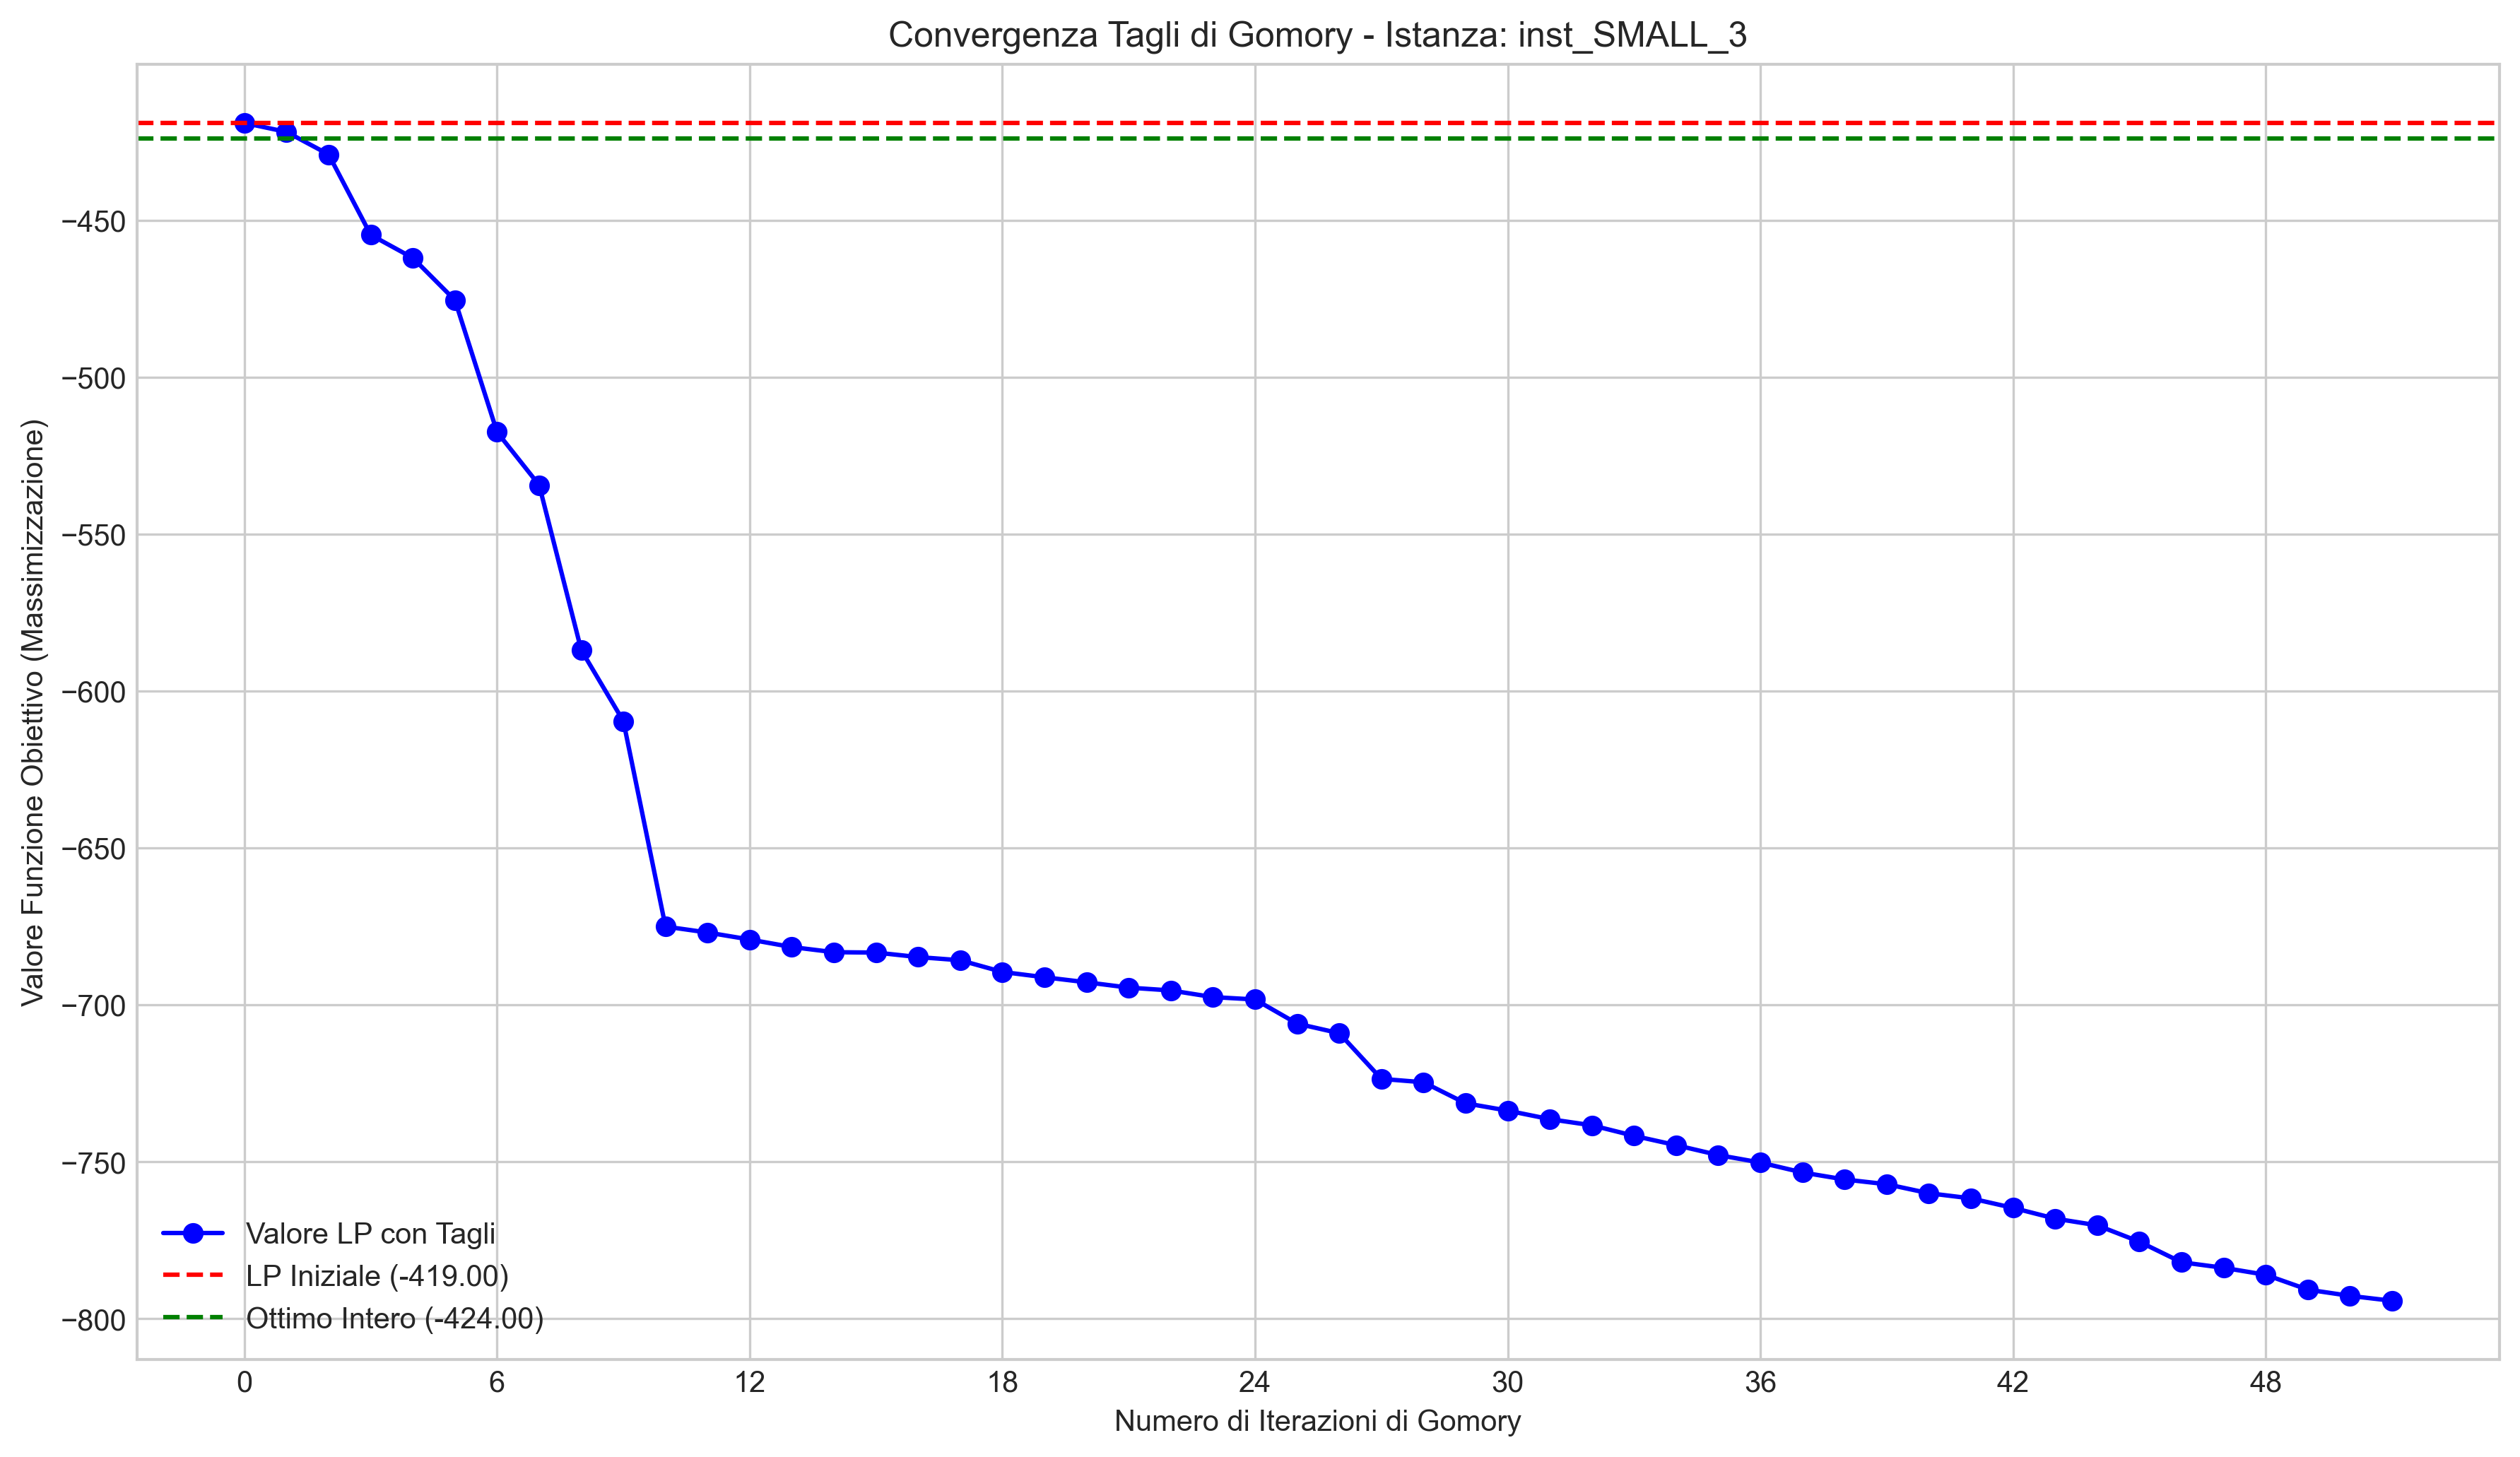 Convergenza Tagli di Gomory - Istanza: inst_SMALL_3
Valore Funzione Obiettivo (Massimizzazione)
−450
−500
−550
−600
−650
−700
−750
−800
Valore LP con Tagli
LP Iniziale (-419.00)
Ottimo Intero (-424.00)
0 6 12 18 24 30 36 42 48
Numero di Iterazioni di Gomory